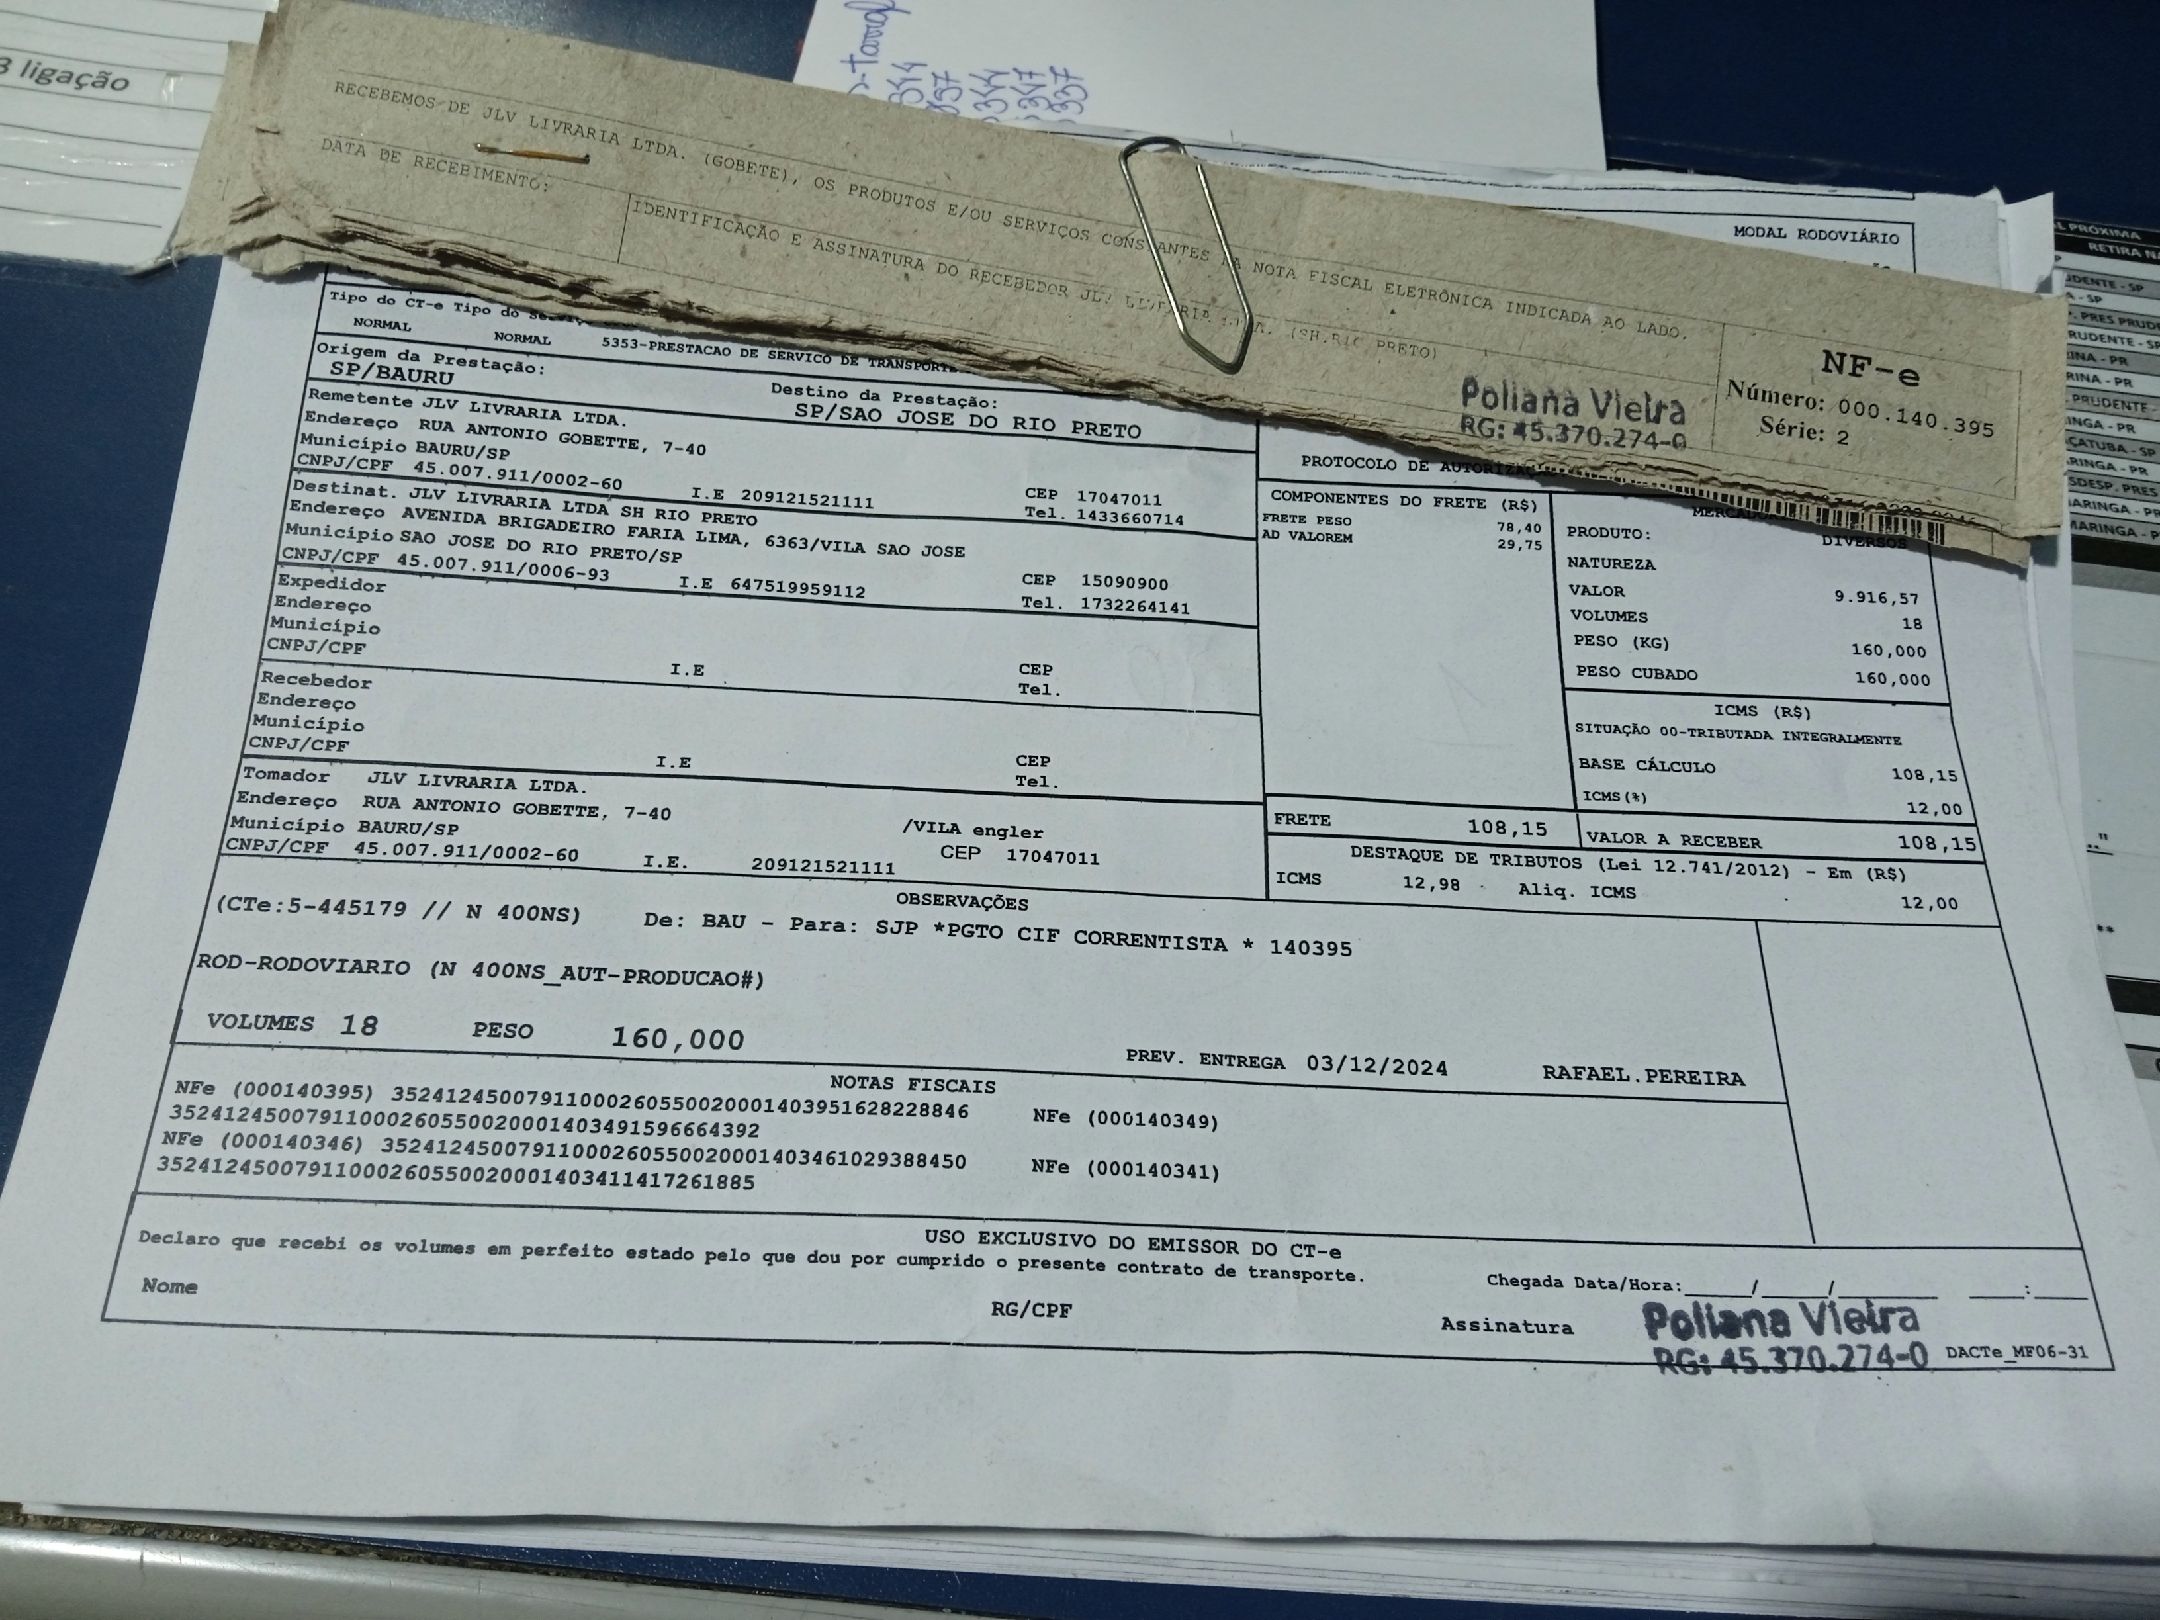 3 ligação
RECEBEMOS DE JLV LIVRARIA LTDA. (GOBETE), OS PRODUTOS E/OU SERVIÇOS CONSTANTES DA NOTA FISCAL ELETRÔNICA INDICADA AO LADO.
DATA DE RECEBIMENTO:
IDENTIFICAÇÃO E ASSINATURA DO RECEBEDOR JLV LIVRARIA LTDA. (SH.RIO PRETO)
Poliana Vieira
RG: 45.370.274-0
NF-e
Número: 000.140.395
Série: 2
MODAL RODOVIÁRIO
Tipo do CT-e Tipo do Serviço
NORMAL NORMAL 5353-PRESTACAO DE SERVICO DE TRANSPORTE
Origem da Prestação:
SP/BAURU
Destino da Prestação:
SP/SAO JOSE DO RIO PRETO
Remetente JLV LIVRARIA LTDA.
Endereço RUA ANTONIO GOBETTE, 7-40
Município BAURU/SP CEP 17047011
CNPJ/CPF 45.007.911/0002-60 I.E 209121521111 Tel. 1433660714
Destinat. JLV LIVRARIA LTDA SH RIO PRETO
Endereço AVENIDA BRIGADEIRO FARIA LIMA, 6363/VILA SAO JOSE
Município SAO JOSE DO RIO PRETO/SP CEP 15090900
CNPJ/CPF 45.007.911/0006-93 I.E 647519959112 Tel. 1732264141
Expedidor
Endereço
Município CEP
CNPJ/CPF I.E Tel.
Recebedor
Endereço
Município CEP
CNPJ/CPF I.E Tel.
Tomador JLV LIVRARIA LTDA.
Endereço RUA ANTONIO GOBETTE, 7-40 /VILA engler
Município BAURU/SP CEP 17047011
CNPJ/CPF 45.007.911/0002-60 I.E. 209121521111
PROTOCOLO DE
COMPONENTES DO FRETE (R$)
FRETE PESO 78,40
AD VALOREM 29,75
PRODUTO: DIVERSOS
NATUREZA
VALOR 9.916,57
VOLUMES 18
PESO (KG) 160,000
PESO CUBADO 160,000
ICMS (R$)
SITUAÇÃO 00-TRIBUTADA INTEGRALMENTE
BASE CÁLCULO 108,15
ICMS(%) 12,00
FRETE 108,15 VALOR A RECEBER 108,15
DESTAQUE DE TRIBUTOS (Lei 12.741/2012) - Em (R$)
ICMS 12,98 Aliq. ICMS 12,00
OBSERVAÇÕES
(CTe:5-445179 // N 400NS) De: BAU - Para: SJP *PGTO CIF CORRENTISTA * 140395
ROD-RODOVIARIO (N 400NS_AUT-PRODUCAO#)
VOLUMES 18 PESO 160,000 PREV. ENTREGA 03/12/2024 RAFAEL.PEREIRA
NOTAS FISCAIS
NFe (000140395) 35241245007911000260550020001403951628228846 NFe (000140349)
35241245007911000260550020001403491596664392
NFe (000140346) 35241245007911000260550020001403461029388450 NFe (000140341)
35241245007911000260550020001403411417261885
USO EXCLUSIVO DO EMISSOR DO CT-e
Declaro que recebi os volumes em perfeito estado pelo que dou por cumprido o presente contrato de transporte.
Chegada Data/Hora:____/____/______ ____:____
Nome RG/CPF Assinatura
Poliana Vieira
RG: 45.370.274-0
DACTe_MF06-31